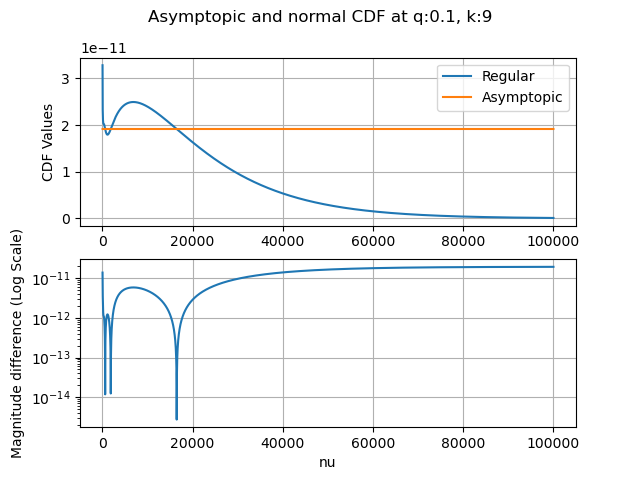 Asymptopic and normal CDF at q:0.1, k:9
1e−11
Regular
Asymptopic
CDF Values
3
2
1
0
0 20000 40000 60000 80000 100000
Magnitude difference (Log Scale)
10⁻¹¹
10⁻¹²
10⁻¹³
10⁻¹⁴
0 20000 40000 60000 80000 100000
nu